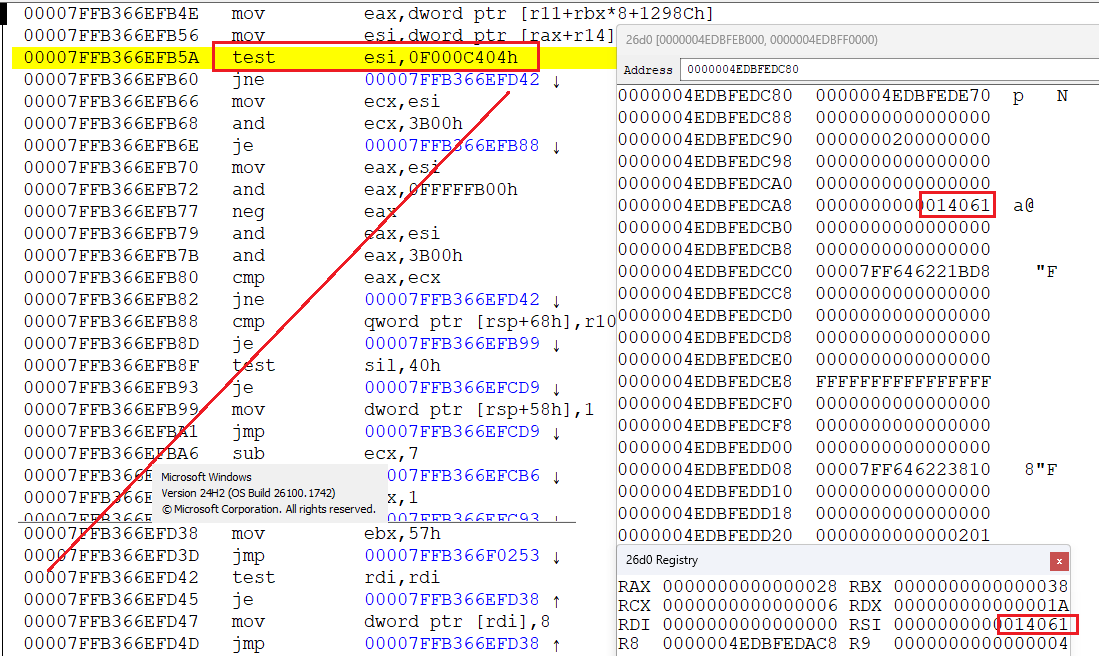 00007FFB366EFB4E mov eax,dword ptr [r11+rbx*8+1298Ch]
00007FFB366EFB56 mov esi,dword ptr [rax+r14]
00007FFB366EFB5A test esi,0F000C404h
00007FFB366EFB60 jne 00007FFB366EFD42 ↓
00007FFB366EFB66 mov ecx,esi
00007FFB366EFB68 and ecx,3B00h
00007FFB366EFB6E je 00007FFB366EFB88 ↓
00007FFB366EFB70 mov eax,esi
00007FFB366EFB72 and eax,0FFFFFB00h
00007FFB366EFB77 neg eax
00007FFB366EFB79 and eax,esi
00007FFB366EFB7B and eax,3B00h
00007FFB366EFB80 cmp eax,ecx
00007FFB366EFB82 jne 00007FFB366EFD42 ↓
00007FFB366EFB88 cmp qword ptr [rsp+68h],r10
00007FFB366EFB8D je 00007FFB366EFB99 ↓
00007FFB366EFB8F test sil,40h
00007FFB366EFB93 je 00007FFB366EFCD9 ↓
00007FFB366EFB99 mov dword ptr [rsp+58h],1
00007FFB366EFBA1 jmp 00007FFB366EFCD9 ↓
00007FFB366EFBA6 sub ecx,7
00007FFB366E 00007FFB366EFCB6 ↓
00007FFB366E x,1
00007FFB366E 00007FFB366EFC93 ↓
Microsoft Windows
Version 24H2 (OS Build 26100.1742)
© Microsoft Corporation. All rights reserved.
00007FFB366EFD38 mov ebx,57h
00007FFB366EFD3D jmp 00007FFB366F0253 ↓
00007FFB366EFD42 test rdi,rdi
00007FFB366EFD45 je 00007FFB366EFD38 ↑
00007FFB366EFD47 mov dword ptr [rdi],8
00007FFB366EFD4D jmp 00007FFB366EFD38 ↑
26d0 [0000004EDBFEB000, 0000004EDBFF0000)
Address 0000004EDBFEDC80
0000004EDBFEDC80 0000004EDBFEDE70 p N
0000004EDBFEDC88 0000000000000000
0000004EDBFEDC90 0000000200000000
0000004EDBFEDC98 0000000000000000
0000004EDBFEDCA0 0000000000000000
0000004EDBFEDCA8 0000000000014061 a@
0000004EDBFEDCB0 0000000000000000
0000004EDBFEDCB8 0000000000000000
0000004EDBFEDCC0 00007FF646221BD8 "F
0000004EDBFEDCC8 0000000000000000
0000004EDBFEDCD0 0000000000000000
0000004EDBFEDCD8 0000000000000000
0000004EDBFEDCE0 0000000000000000
0000004EDBFEDCE8 FFFFFFFFFFFFFFFF
0000004EDBFEDCF0 0000000000000000
0000004EDBFEDCF8 0000000000000000
0000004EDBFEDD00 0000000000000000
0000004EDBFEDD08 00007FF646223810 8"F
0000004EDBFEDD10 0000000000000000
0000004EDBFEDD18 0000000000000000
0000004EDBFEDD20 0000000000000201
26d0 Registry x
RAX 0000000000000028 RBX 0000000000000038
RCX 0000000000000006 RDX 000000000000001A
RDI 0000000000000000 RSI 0000000000014061
R8 0000004EDBFEDAC8 R9 0000000000000004